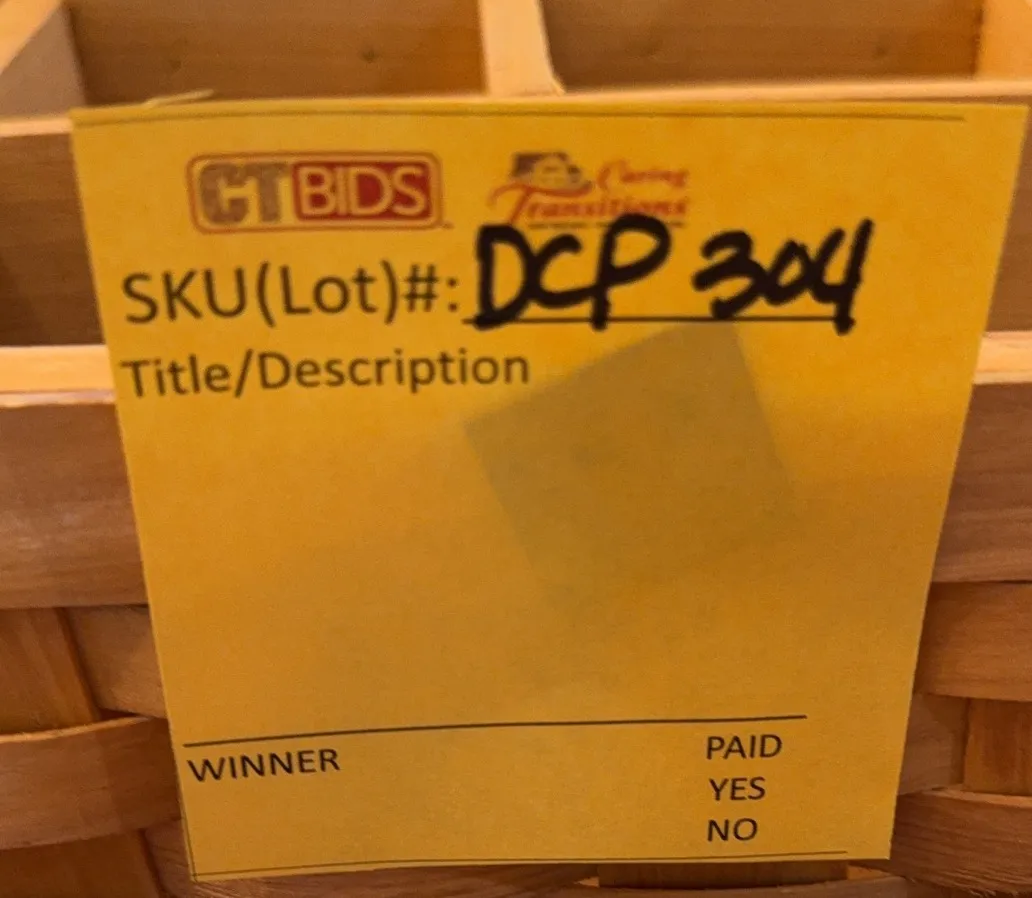 CTBIDS
Caring
Transitions
SKU(Lot)#: DCP 304
Title/Description
WINNER
PAID
YES
NO